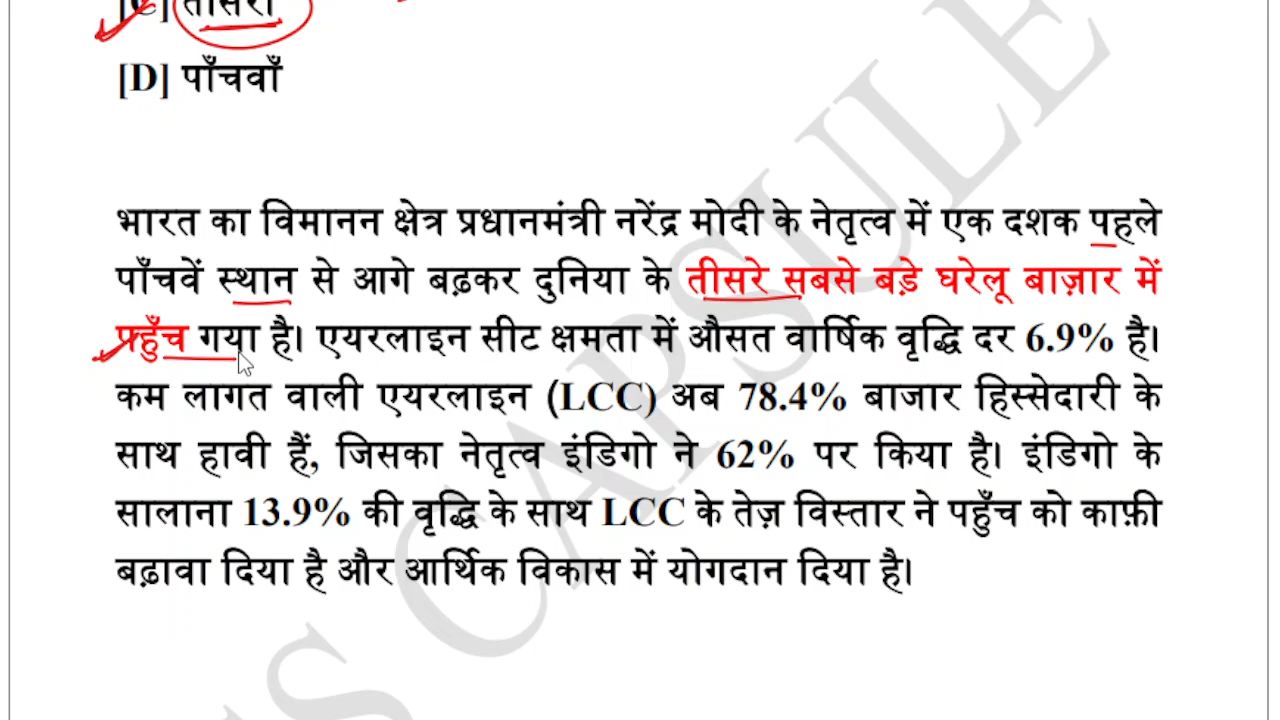 [C] तीसरा
[D] पाँचवाँ
भारत का विमानन क्षेत्र प्रधानमंत्री नरेंद्र मोदी के नेतृत्व में एक दशक पहले
पाँचवें स्थान से आगे बढ़कर दुनिया के तीसरे सबसे बड़े घरेलू बाज़ार में
पहुँच गया है। एयरलाइन सीट क्षमता में औसत वार्षिक वृद्धि दर 6.9% है।
कम लागत वाली एयरलाइन (LCC) अब 78.4% बाजार हिस्सेदारी के
साथ हावी हैं, जिसका नेतृत्व इंडिगो ने 62% पर किया है। इंडिगो के
सालाना 13.9% की वृद्धि के साथ LCC के तेज़ विस्तार ने पहुँच को काफ़ी
बढ़ावा दिया है और आर्थिक विकास में योगदान दिया है।
CAPSULE